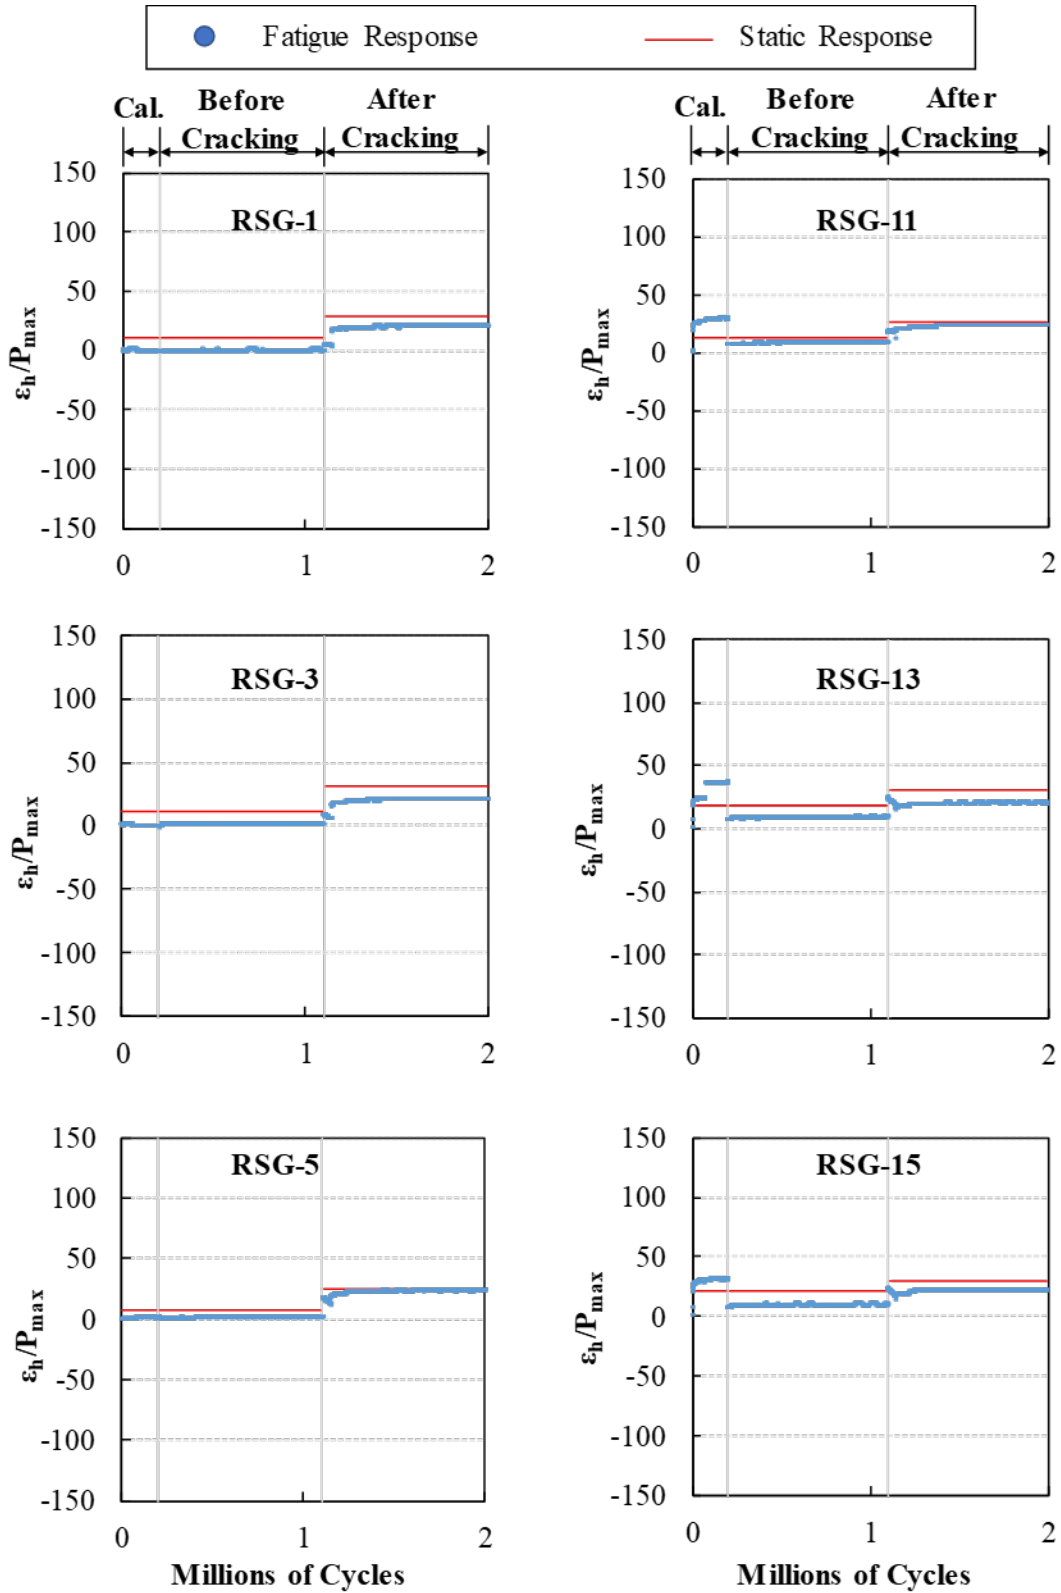 Fatigue Response
Static Response
Cal.
Before
Cracking
After
Cracking
Cal.
Before
Cracking
After
Cracking
RSG-1
150
100
50
0
-50
-100
-150
εh/Pmax
0
1
2
RSG-11
150
100
50
0
-50
-100
-150
εh/Pmax
0
1
2
RSG-3
150
100
50
0
-50
-100
-150
εh/Pmax
0
1
2
RSG-13
150
100
50
0
-50
-100
-150
εh/Pmax
0
1
2
RSG-5
150
100
50
0
-50
-100
-150
εh/Pmax
0
1
2
Millions of Cycles
RSG-15
150
100
50
0
-50
-100
-150
εh/Pmax
0
1
2
Millions of Cycles